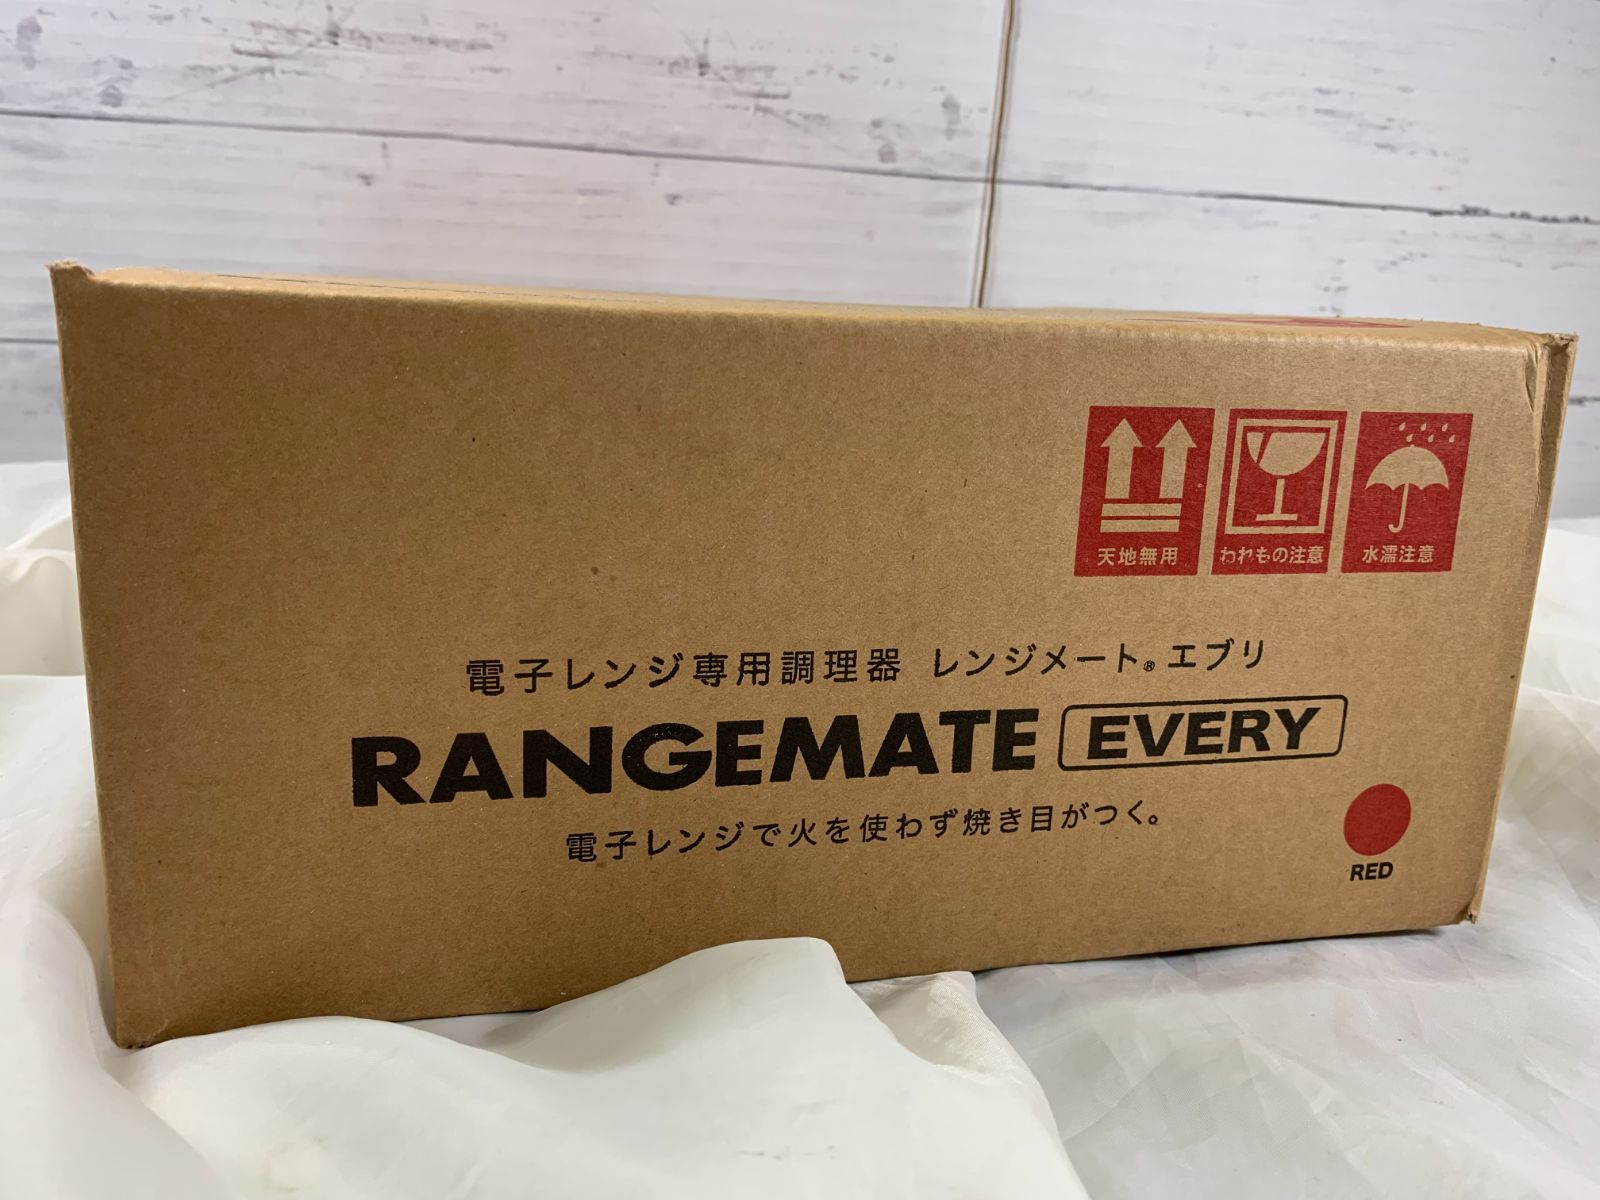 天地無用
われもの注意
水濡注意
電子レンジ専用調理器 レンジメート® エブリ
RANGEMATE EVERY
電子レンジで火を使わず焼き目がつく。
RED